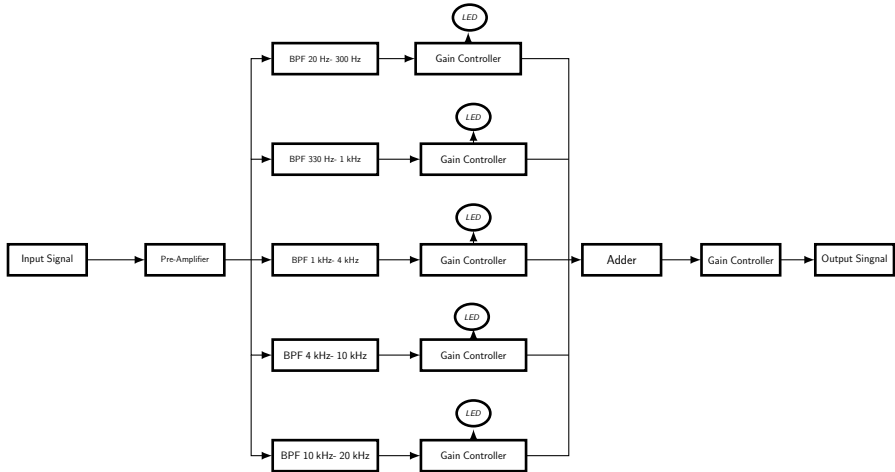 LED
BPF 20 Hz- 300 Hz
Gain Controller
LED
BPF 330 Hz- 1 kHz
Gain Controller
LED
Input Signal
Pre-Amplifier
BPF 1 kHz- 4 kHz
Gain Controller
Adder
Gain Controller
Output Singnal
LED
BPF 4 kHz- 10 kHz
Gain Controller
LED
BPF 10 kHz- 20 kHz
Gain Controller